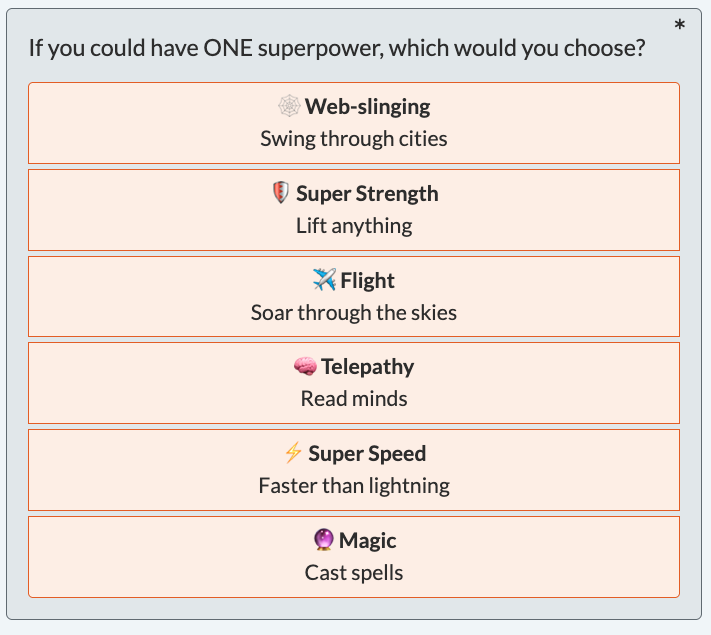 *
If you could have ONE superpower, which would you choose?
🕸️ Web-slinging
Swing through cities
🛡️ Super Strength
Lift anything
✈️ Flight
Soar through the skies
🧠 Telepathy
Read minds
⚡ Super Speed
Faster than lightning
🔮 Magic
Cast spells